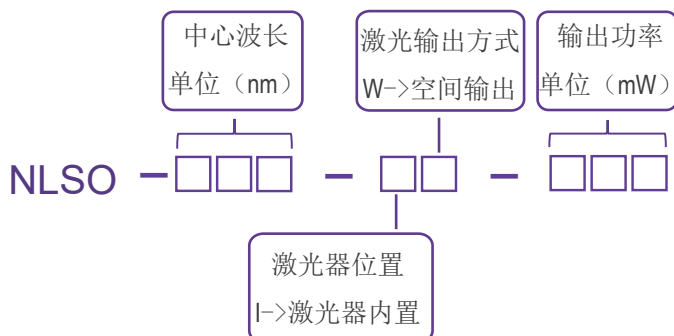 中心波长
单位（nm）
激光输出方式
W->空间输出
输出功率
单位（mW）
NLSO －□□□ － □□ － □□□
激光器位置
I->激光器内置